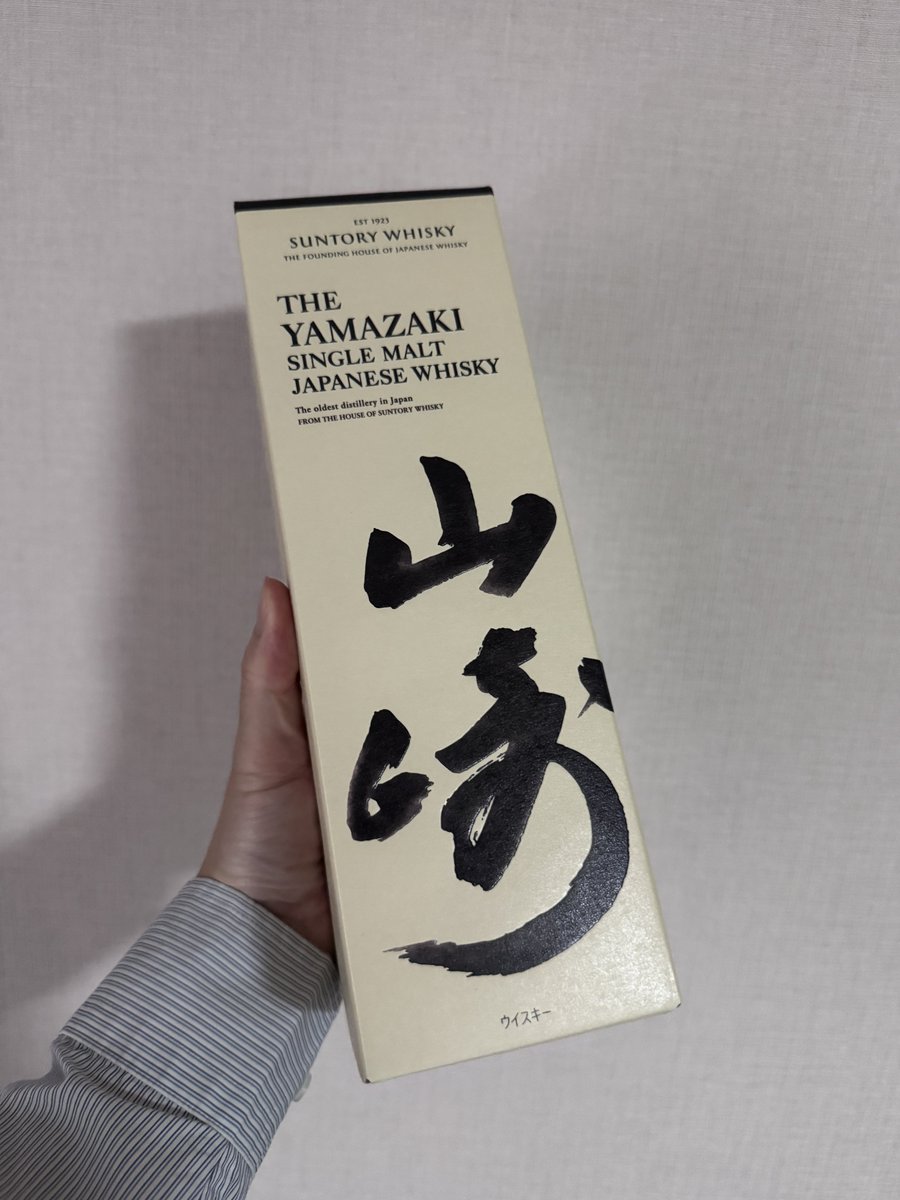 EST 1923
SUNTORY WHISKY
THE FOUNDING HOUSE OF JAPANESE WHISKY
THE
YAMAZAKI
SINGLE MALT
JAPANESE WHISKY
The oldest distillery in Japan
FROM THE HOUSE OF SUNTORY WHISKY
山
崎
ウイスキー